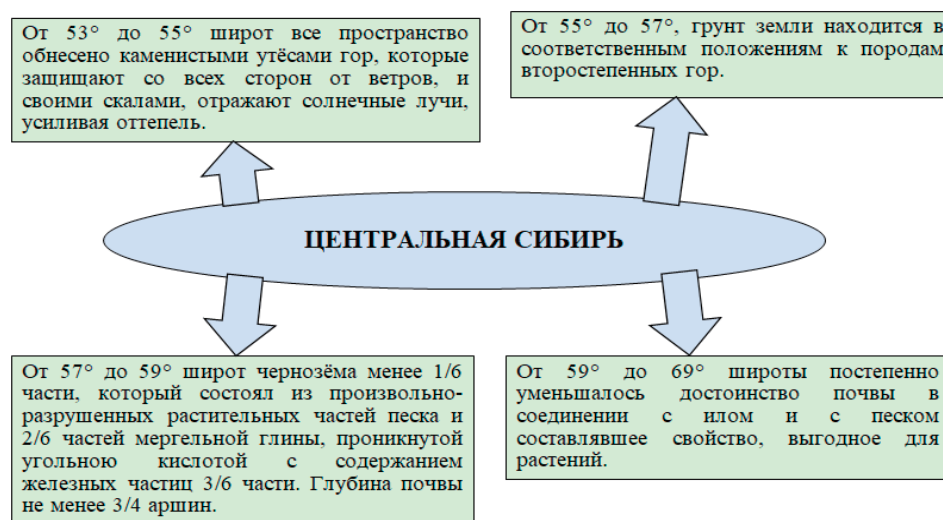 От 53° до 55° широт все пространство
обнесено каменистыми утёсами гор, которые
защищают со всех сторон от ветров, и
своими скалами, отражают солнечные лучи,
усиливая оттепель.
От 55° до 57°, грунт земли находится в
соответственным положениям к породам
второстепенных гор.
ЦЕНТРАЛЬНАЯ СИБИРЬ
От 57° до 59° широт чернозёма менее 1/6
части, который состоял из произвольно-
разрушенных растительных частей песка и
2/6 частей мергельной глины, проникнутой
угольною кислотой с содержанием
железных частиц 3/6 части. Глубина почвы
не менее 3/4 аршин.
От 59° до 69° широты постепенно
уменьшалось достоинство почвы в
соединении с илом и с песком
составлявшее свойство, выгодное для
растений.